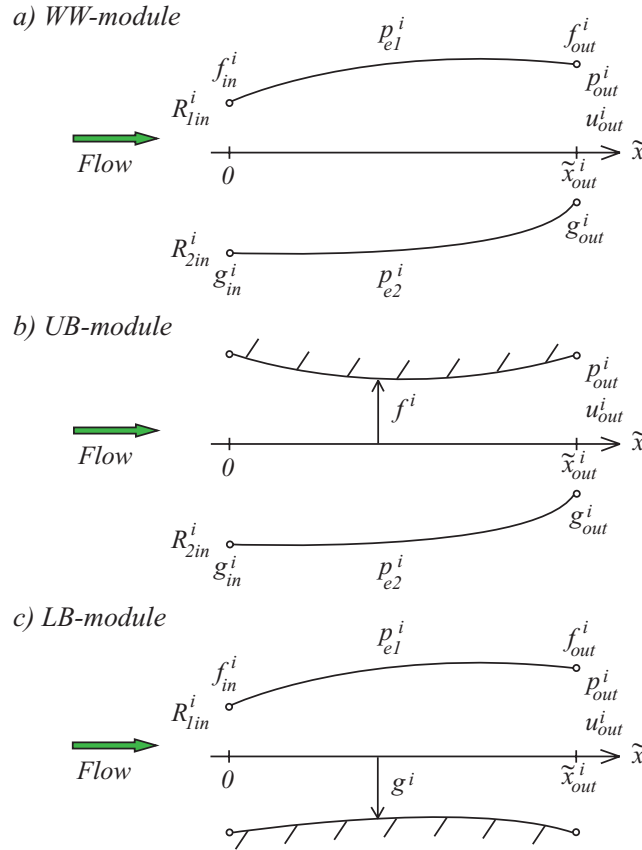 a) WW-module
p_{e1}^{i}
f_{out}^{i}
f_{in}^{i}
p_{out}^{i}
R_{1in}^{i}
u_{out}^{i}
Flow
0
x̃_{out}^{i}
x̃
R_{2in}^{i}
g_{out}^{i}
g_{in}^{i}
p_{e2}^{i}
b) UB-module
p_{out}^{i}
f^{i}
u_{out}^{i}
Flow
0
x̃_{out}^{i}
x̃
R_{2in}^{i}
g_{out}^{i}
g_{in}^{i}
p_{e2}^{i}
c) LB-module
p_{e1}^{i}
f_{out}^{i}
f_{in}^{i}
p_{out}^{i}
R_{1in}^{i}
u_{out}^{i}
Flow
0
g^{i}
x̃_{out}^{i}
x̃